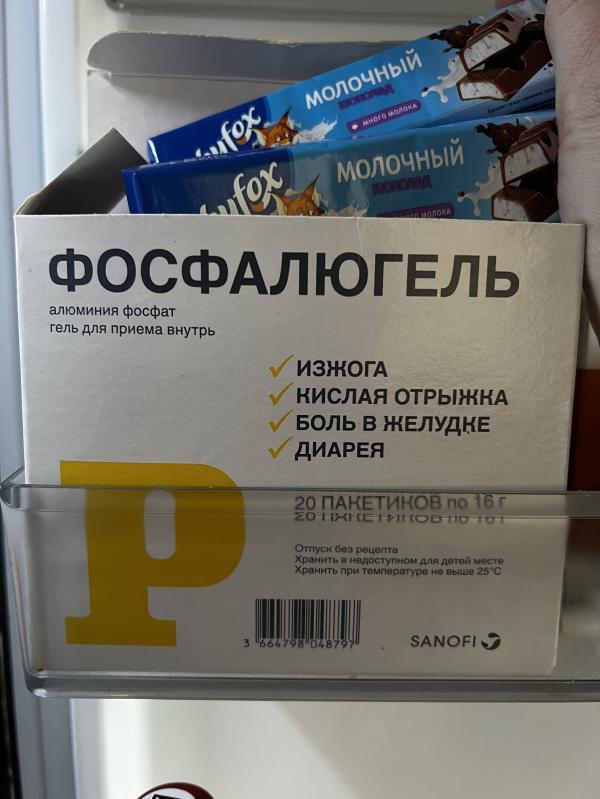 МОЛОЧНЫЙ
ШОКОЛАД
МНОГО МОЛОКА
МОЛОЧНЫЙ
ШОКОЛАД
МОЛОКА
ФОСФАЛЮГЕЛЬ
алюминия фосфат
гель для приема внутрь
ИЗЖОГА
КИСЛАЯ ОТРЫЖКА
БОЛЬ В ЖЕЛУДКЕ
ДИАРЕЯ
P
20 ПАКЕТИКОВ по 16 г
Отпуск без рецепта
Хранить в недоступном для детей месте
Хранить при температуре не выше 25°C
3 664798 048797
SANOFI